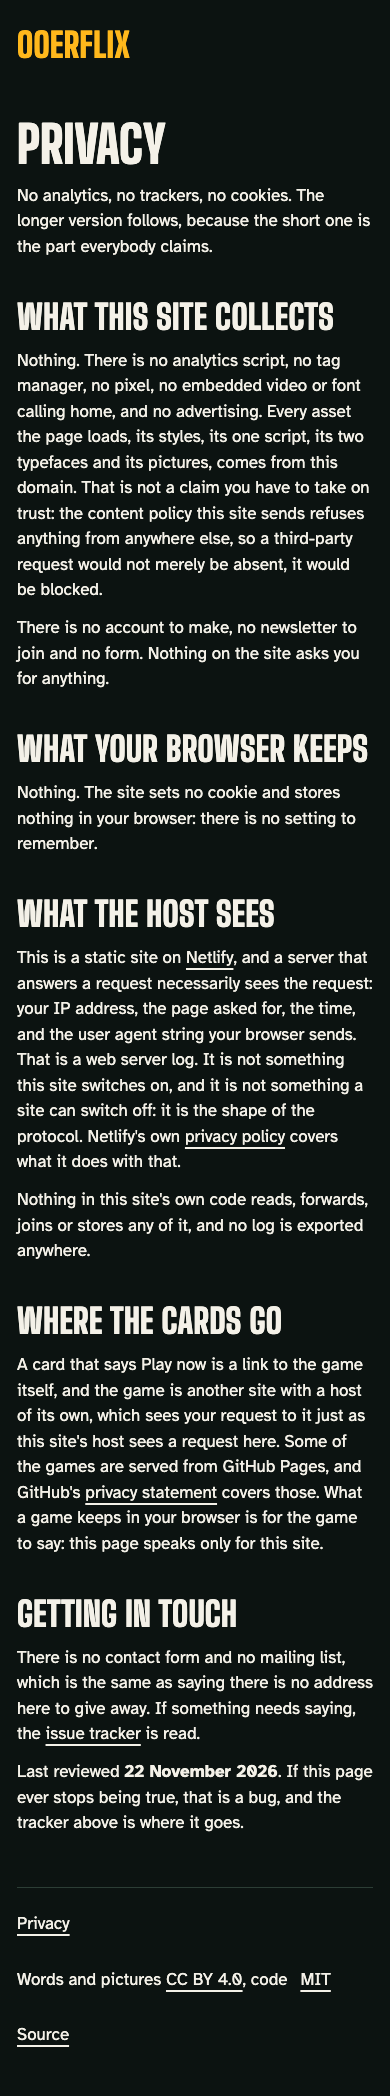 OOERFLIX
PRIVACY
No analytics, no trackers, no cookies. The
longer version follows, because the short one is
the part everybody claims.
WHAT THIS SITE COLLECTS
Nothing. There is no analytics script, no tag
manager, no pixel, no embedded video or font
calling home, and no advertising. Every asset
the page loads, its styles, its one script, its two
typefaces and its pictures, comes from this
domain. That is not a claim you have to take on
trust: the content policy this site sends refuses
anything from anywhere else, so a third-party
request would not merely be absent, it would
be blocked.
There is no account to make, no newsletter to
join and no form. Nothing on the site asks you
for anything.
WHAT YOUR BROWSER KEEPS
Nothing. The site sets no cookie and stores
nothing in your browser: there is no setting to
remember.
WHAT THE HOST SEES
This is a static site on Netlify, and a server that
answers a request necessarily sees the request:
your IP address, the page asked for, the time,
and the user agent string your browser sends.
That is a web server log. It is not something
this site switches on, and it is not something a
site can switch off: it is the shape of the
protocol. Netlify's own privacy policy covers
what it does with that.
Nothing in this site's own code reads, forwards,
joins or stores any of it, and no log is exported
anywhere.
WHERE THE CARDS GO
A card that says Play now is a link to the game
itself, and the game is another site with a host
of its own, which sees your request to it just as
this site's host sees a request here. Some of
the games are served from GitHub Pages, and
GitHub's privacy statement covers those. What
a game keeps in your browser is for the game
to say: this page speaks only for this site.
GETTING IN TOUCH
There is no contact form and no mailing list,
which is the same as saying there is no address
here to give away. If something needs saying,
the issue tracker is read.
Last reviewed 22 November 2026. If this page
ever stops being true, that is a bug, and the
tracker above is where it goes.
Privacy
Words and pictures CC BY 4.0, code MIT
Source